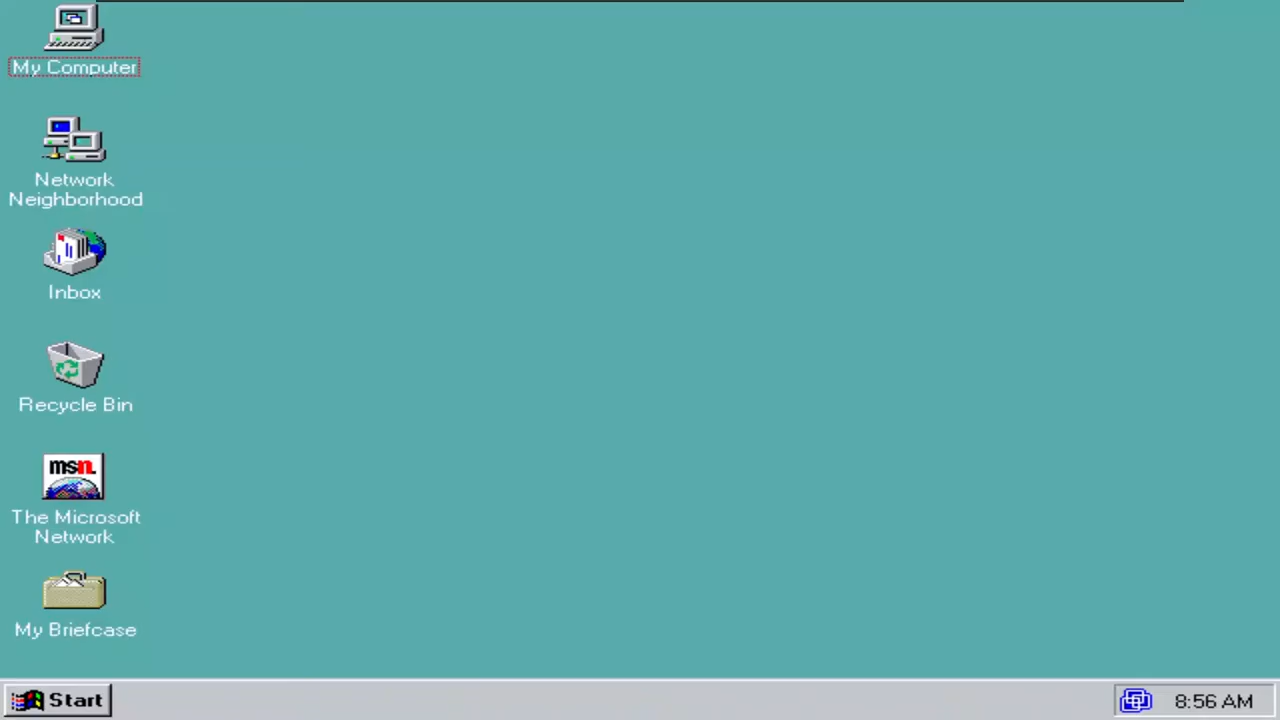 My Computer
Network
Neighborhood
Inbox
Recycle Bin
msn.
The Microsoft
Network
My Briefcase
Start
8:56 AM